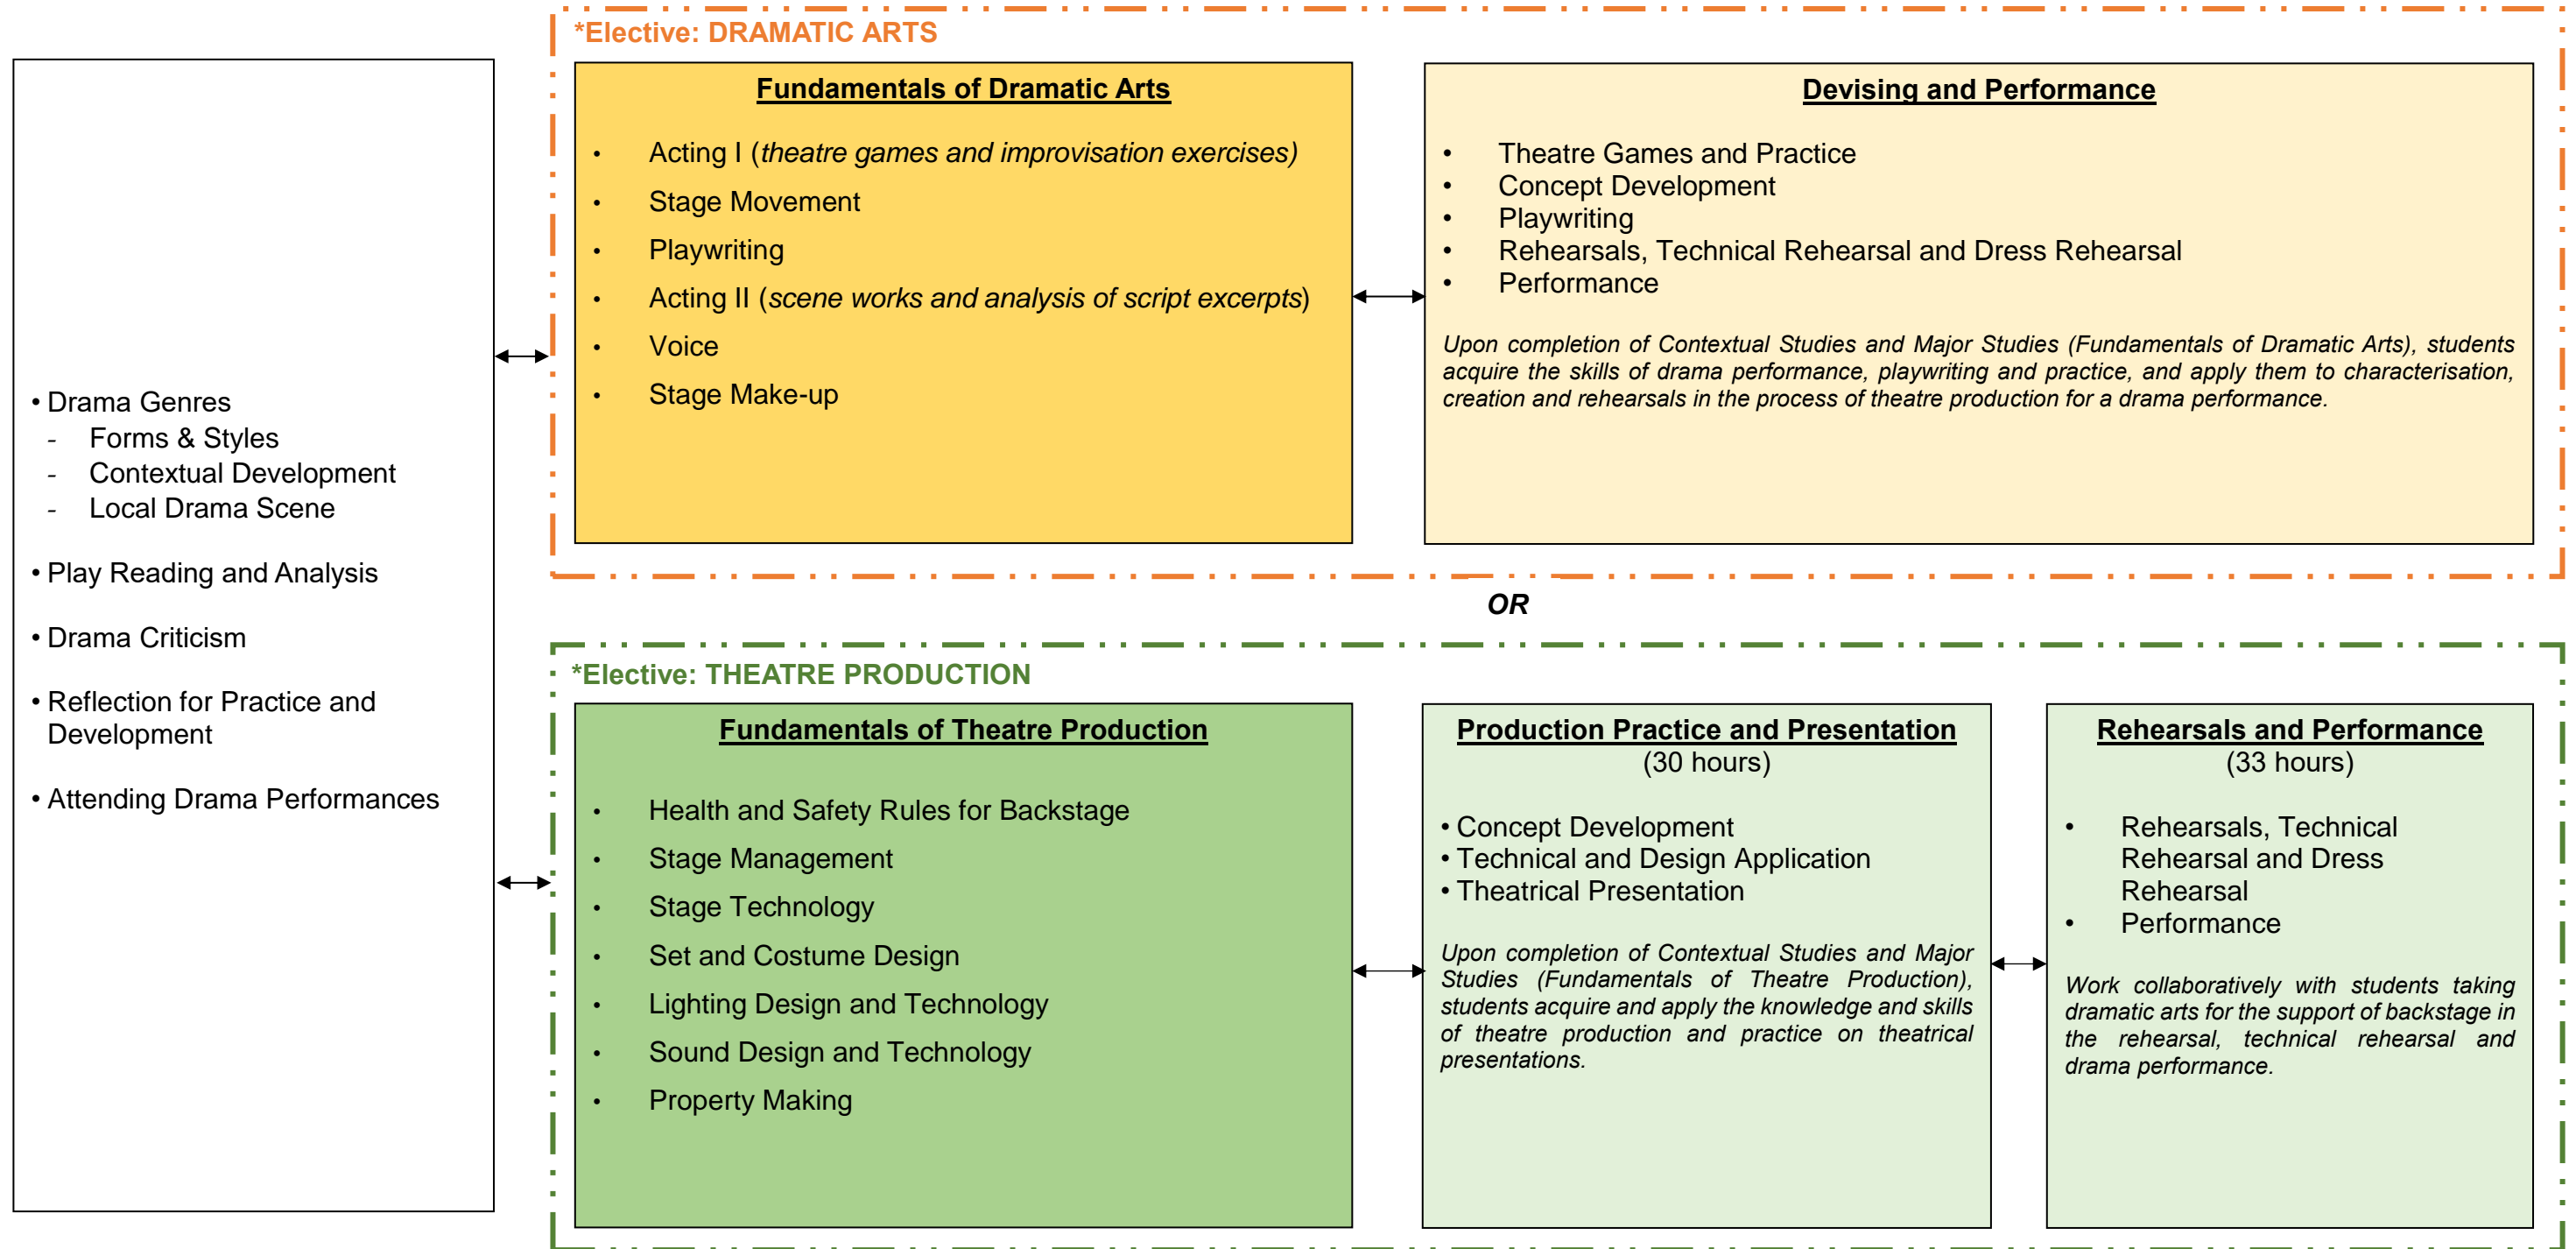 • Drama Genres
- Forms & Styles
- Contextual Development
- Local Drama Scene
• Play Reading and Analysis
• Drama Criticism
• Reflection for Practice and
Development
• Attending Drama Performances
*Elective: DRAMATIC ARTS
Fundamentals of Dramatic Arts
• Acting I (theatre games and improvisation exercises)
• Stage Movement
• Playwriting
• Acting II (scene works and analysis of script excerpts)
• Voice
• Stage Make-up
Devising and Performance
• Theatre Games and Practice
• Concept Development
• Playwriting
• Rehearsals, Technical Rehearsal and Dress Rehearsal
• Performance
Upon completion of Contextual Studies and Major Studies (Fundamentals of Dramatic Arts), students
acquire the skills of drama performance, playwriting and practice, and apply them to characterisation,
creation and rehearsals in the process of theatre production for a drama performance.
OR
*Elective: THEATRE PRODUCTION
Fundamentals of Theatre Production
• Health and Safety Rules for Backstage
• Stage Management
• Stage Technology
• Set and Costume Design
• Lighting Design and Technology
• Sound Design and Technology
• Property Making
Production Practice and Presentation
(30 hours)
• Concept Development
• Technical and Design Application
• Theatrical Presentation
Upon completion of Contextual Studies and Major
Studies (Fundamentals of Theatre Production),
students acquire and apply the knowledge and skills
of theatre production and practice on theatrical
presentations.
Rehearsals and Performance
(33 hours)
• Rehearsals, Technical
Rehearsal and Dress
Rehearsal
• Performance
Work collaboratively with students taking
dramatic arts for the support of backstage in
the rehearsal, technical rehearsal and
drama performance.